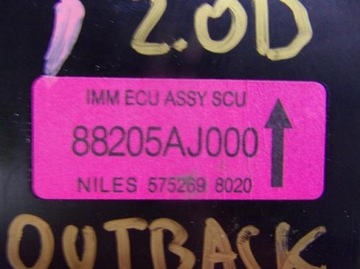 2.0D
IMM ECU ASSY SCU
88205AJ000
NILES 575269 8020
OUTBACK